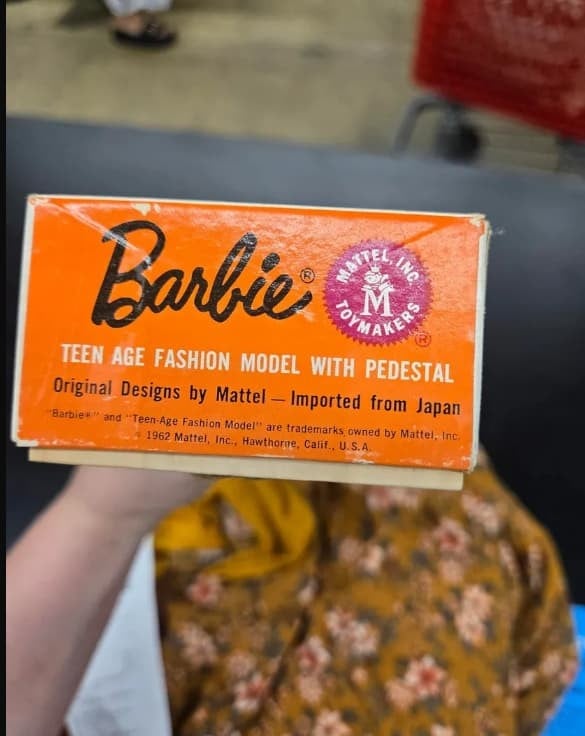 Barbie®
MATTEL, INC.
M
TOYMAKERS
®
TEEN AGE FASHION MODEL WITH PEDESTAL
Original Designs by Mattel — Imported from Japan
"Barbie®" and "Teen-Age Fashion Model" are trademarks owned by Mattel, Inc.
1962 Mattel, Inc., Hawthorne, Calif., U.S.A.